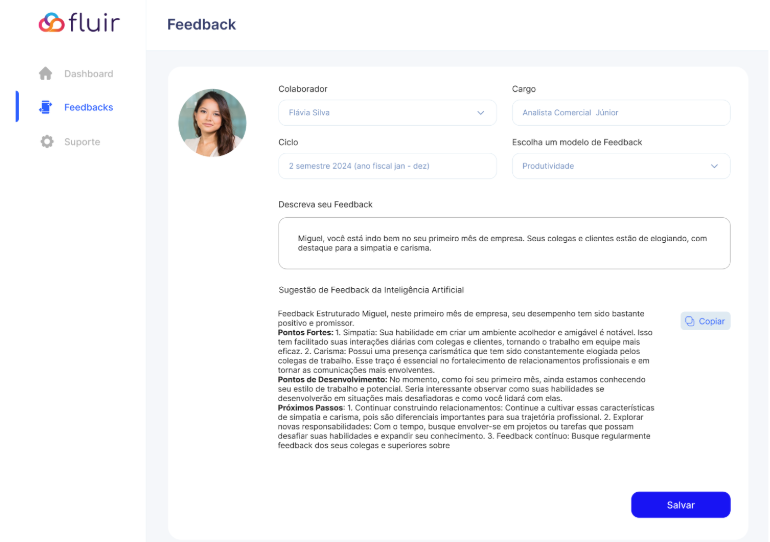 fluir
Feedback
Dashboard
Feedbacks
Suporte
Colaborador
Cargo
Flávia Silva
Analista Comercial Júnior
Ciclo
Escolha um modelo de Feedback
2 semestre 2024 (ano fiscal jan - dez)
Produtividade
Descreva seu Feedback
Miguel, você está indo bem no seu primeiro mês de empresa. Seus colegas e clientes estão de elogiando, com
destaque para a simpatia e carisma.
Sugestão de Feedback da Inteligência Artificial
Copiar
Feedback Estruturado Miguel, neste primeiro mês de empresa, seu desempenho tem sido bastante
positivo e promissor.
Pontos Fortes: 1. Simpatia: Sua habilidade em criar um ambiente acolhedor e amigável é notável. Isso
tem facilitado suas interações diárias com colegas e clientes, tornando o trabalho em equipe mais
eficaz. 2. Carisma: Possui uma presença carismática que tem sido constantemente elogiada pelos
colegas de trabalho. Esse traço é essencial no fortalecimento de relacionamentos profissionais e em
tornar as comunicações mais envolventes.
Pontos de Desenvolvimento: No momento, como foi seu primeiro mês, ainda estamos conhecendo
seu estilo de trabalho e potencial. Seria interessante observar como suas habilidades se
desenvolverão em situações mais desafiadoras e como você lidará com elas.
Próximos Passos: 1. Continuar construindo relacionamentos: Continue a cultivar essas características
de simpatia e carisma, pois são diferenciais importantes para sua trajetória profissional. 2. Explorar
novas responsabilidades: Com o tempo, busque envolver-se em projetos ou tarefas que possam
desafiar suas habilidades e expandir seu conhecimento. 3. Feedback contínuo: Busque regularmente
feedback dos seus colegas e superiores sobre
Salvar